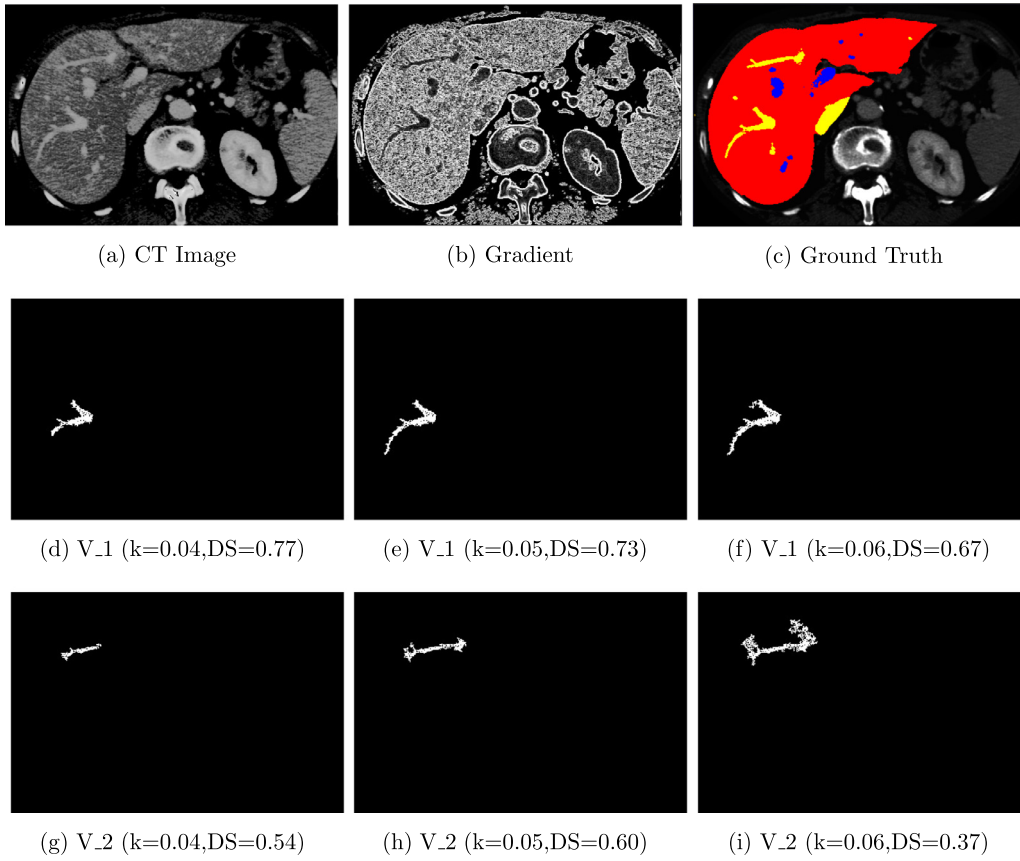 (a) CT Image
(b) Gradient
(c) Ground Truth
(d) V_1 (k=0.04,DS=0.77)
(e) V_1 (k=0.05,DS=0.73)
(f) V_1 (k=0.06,DS=0.67)
(g) V_2 (k=0.04,DS=0.54)
(h) V_2 (k=0.05,DS=0.60)
(i) V_2 (k=0.06,DS=0.37)